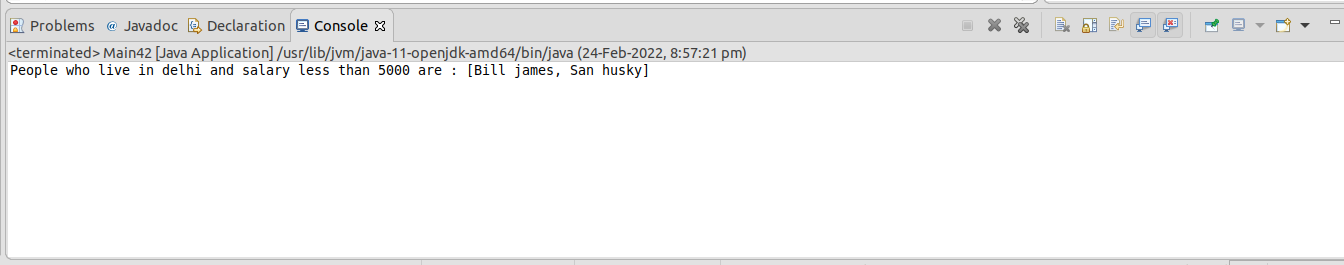 Problems @ Javadoc Declaration Console
<terminated> Main42 [Java Application] /usr/lib/jvm/java-11-openjdk-amd64/bin/java (24-Feb-2022, 8:57:21 pm)
People who live in delhi and salary less than 5000 are : [Bill james, San husky]